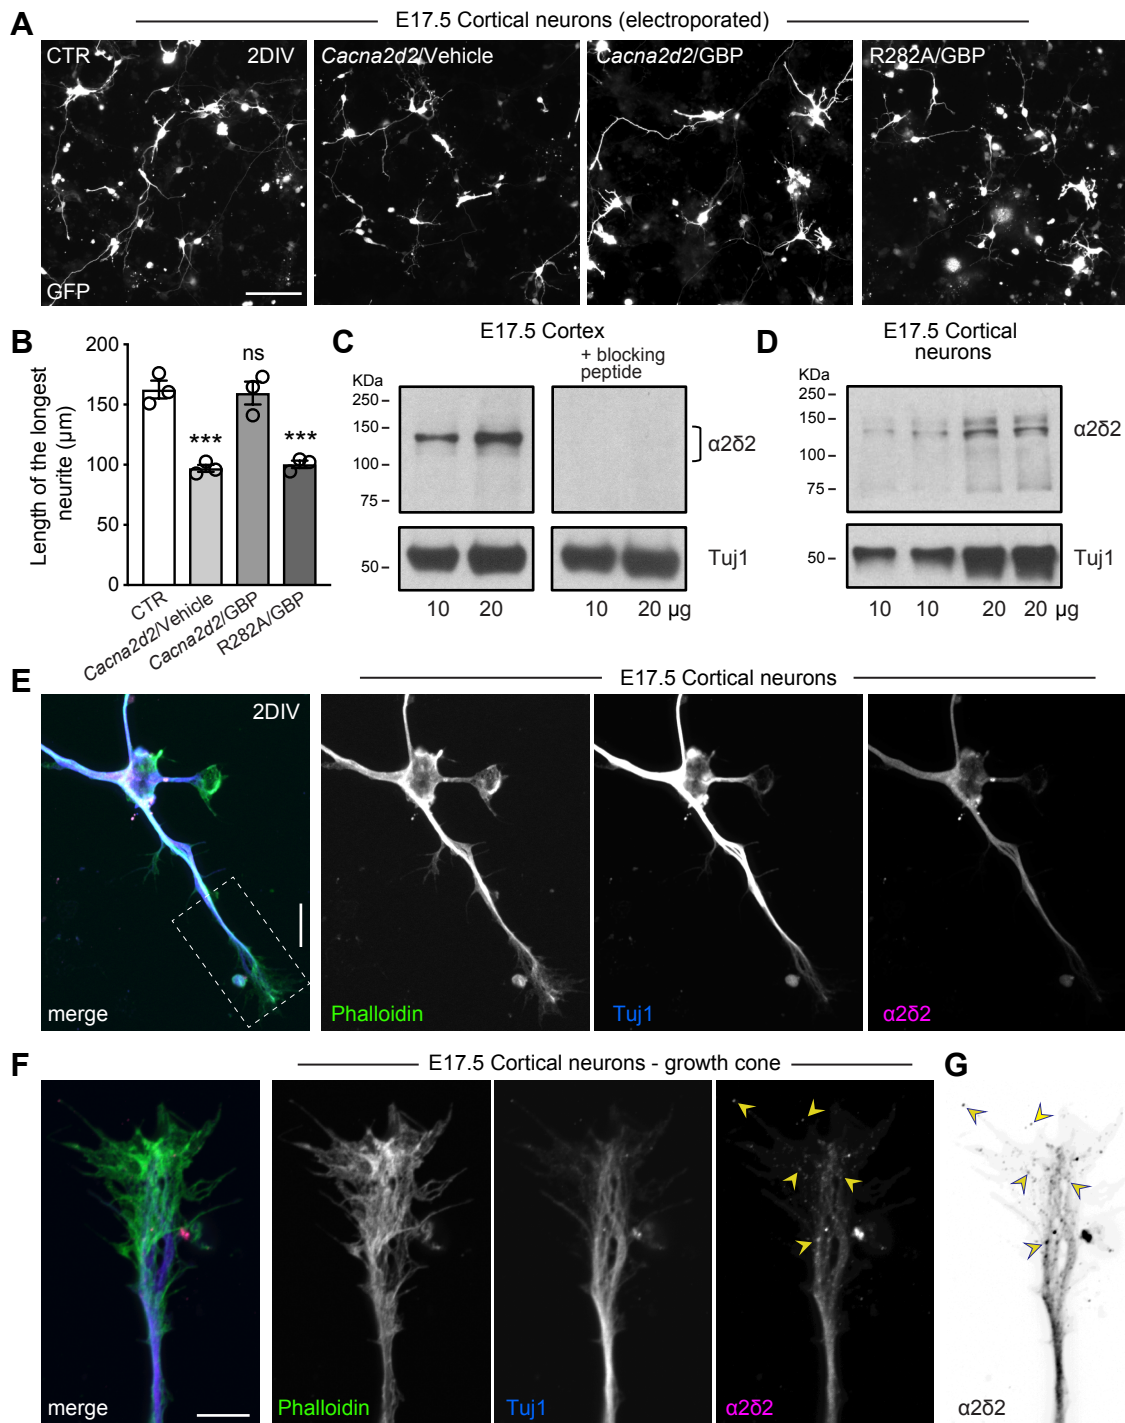 A
E17.5 Cortical neurons (electroporated)
CTR
2DIV
Cacna2d2/Vehicle
Cacna2d2/GBP
R282A/GBP
GFP
B
Length of the longest
neurite (µm)
200
150
100
50
0
ns
***
***
CTR
Cacna2d2/Vehicle
Cacna2d2/GBP
R282A/GBP
C
E17.5 Cortex
+ blocking
peptide
KDa
250
150
100
75
50
α2δ2
Tuj1
10 20 10 20 µg
D
E17.5 Cortical
neurons
KDa
250
150
100
75
50
α2δ2
Tuj1
10 10 20 20 µg
E
E17.5 Cortical neurons
2DIV
merge
Phalloidin
Tuj1
α2δ2
F
E17.5 Cortical neurons - growth cone
merge
Phalloidin
Tuj1
α2δ2
G
α2δ2